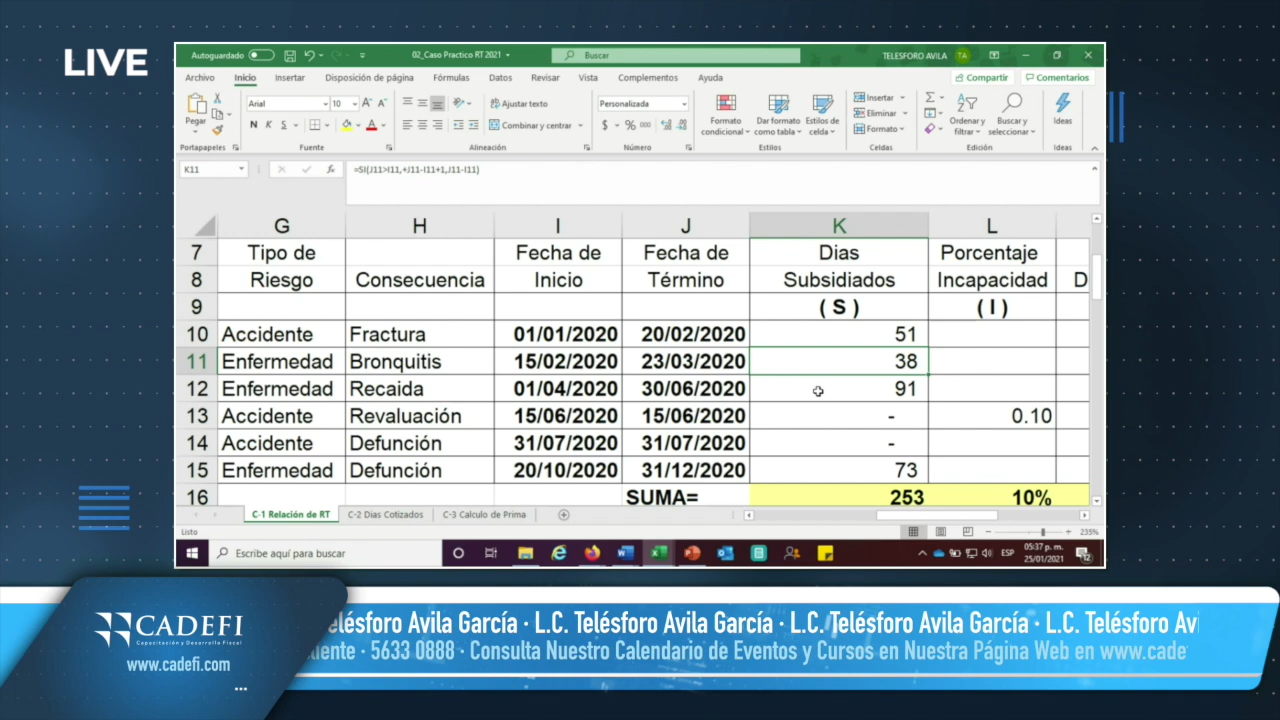 LIVE
Autoguardado
02_Caso Practico RT 2021
Buscar
TELESFORO AVILA
TA
Archivo Inicio Insertar Disposición de página Fórmulas Datos Revisar Vista Complementos Ayuda
Compartir Comentarios
Pegar
Arial 10
N K S
Ajustar texto
Combinar y centrar
Personalizada
$ % 000
Formato condicional
Dar formato como tabla
Estilos de celda
Insertar
Eliminar
Formato
Ordenar y filtrar
Buscar y seleccionar
Ideas
Portapapeles Fuente Alineación Número Estilos Celdas Edición Ideas
K11 fx =SI(J11>I11,+J11-I11+1,J11-I11)
G H I J K L
7 Tipo de Fecha de Fecha de Dias Porcentaje
8 Riesgo Consecuencia Inicio Término Subsidiados Incapacidad D
9 ( S ) ( I )
10 Accidente Fractura 01/01/2020 20/02/2020 51
11 Enfermedad Bronquitis 15/02/2020 23/03/2020 38
12 Enfermedad Recaida 01/04/2020 30/06/2020 91
13 Accidente Revaluación 15/06/2020 15/06/2020 - 0.10
14 Accidente Defunción 31/07/2020 31/07/2020 -
15 Enfermedad Defunción 20/10/2020 31/12/2020 73
16 SUMA= 253 10%
C-1 Relación de RT C-2 Dias Cotizados C-3 Calculo de Prima
Listo 235%
Escribe aquí para buscar
ESP
05:37 p. m.
25/01/2021
12
CADEFI
Capacitación y Desarrollo Fiscal
www.cadefi.com
...
elésforo Avila García · L.C. Telésforo Avila García · L.C. Telésforo Avila García · L.C. Telésforo Avi
iente · 5633 0888 · Consulta Nuestro Calendario de Eventos y Cursos en Nuestra Página Web en www.cade